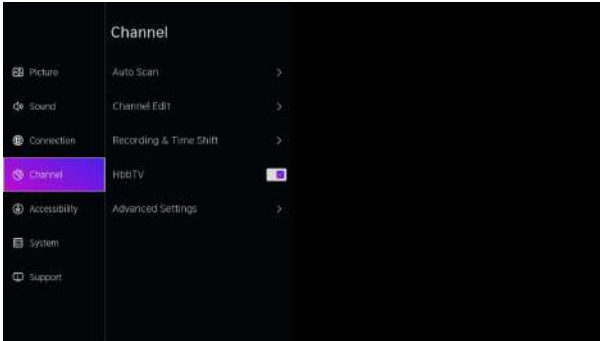 Channel
Picture
Auto Scan
Sound
Channel Edit
Connection
Recording & Time Shift
Channel
HbbTV
Accessibility
Advanced Settings
System
Support